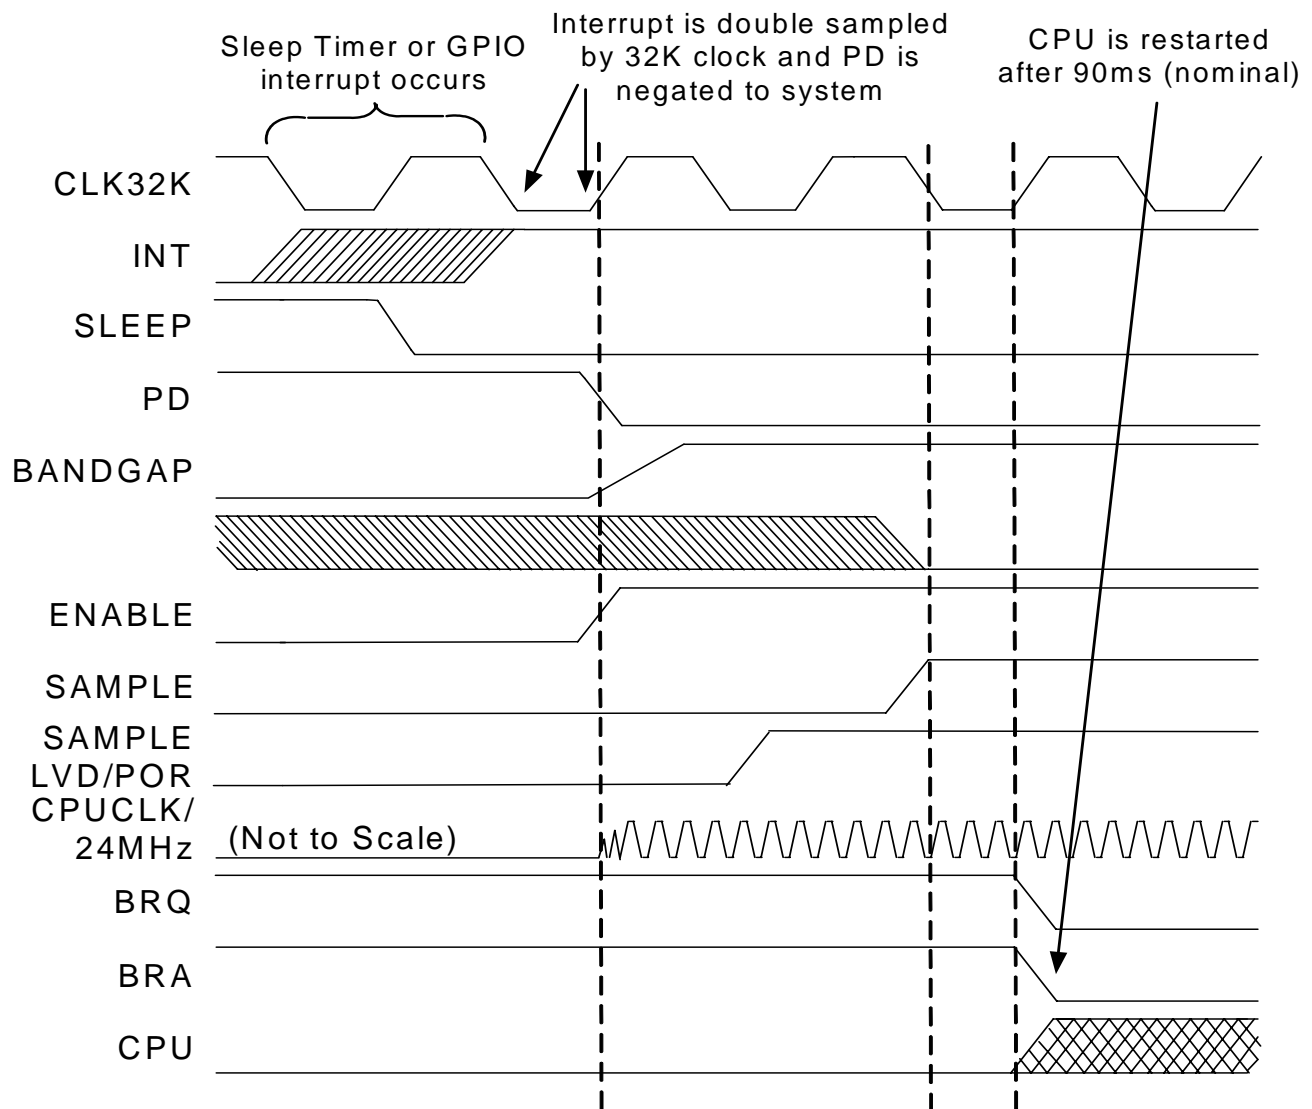 Sleep Timer or GPIO
interrupt occurs
Interrupt is double sampled
by 32K clock and PD is
negated to system
CPU is restarted
after 90ms (nominal)
CLK32K
INT
SLEEP
PD
BANDGAP
ENABLE
SAMPLE
SAMPLE
LVD/POR
CPUCLK/
24MHz
(Not to Scale)
BRQ
BRA
CPU